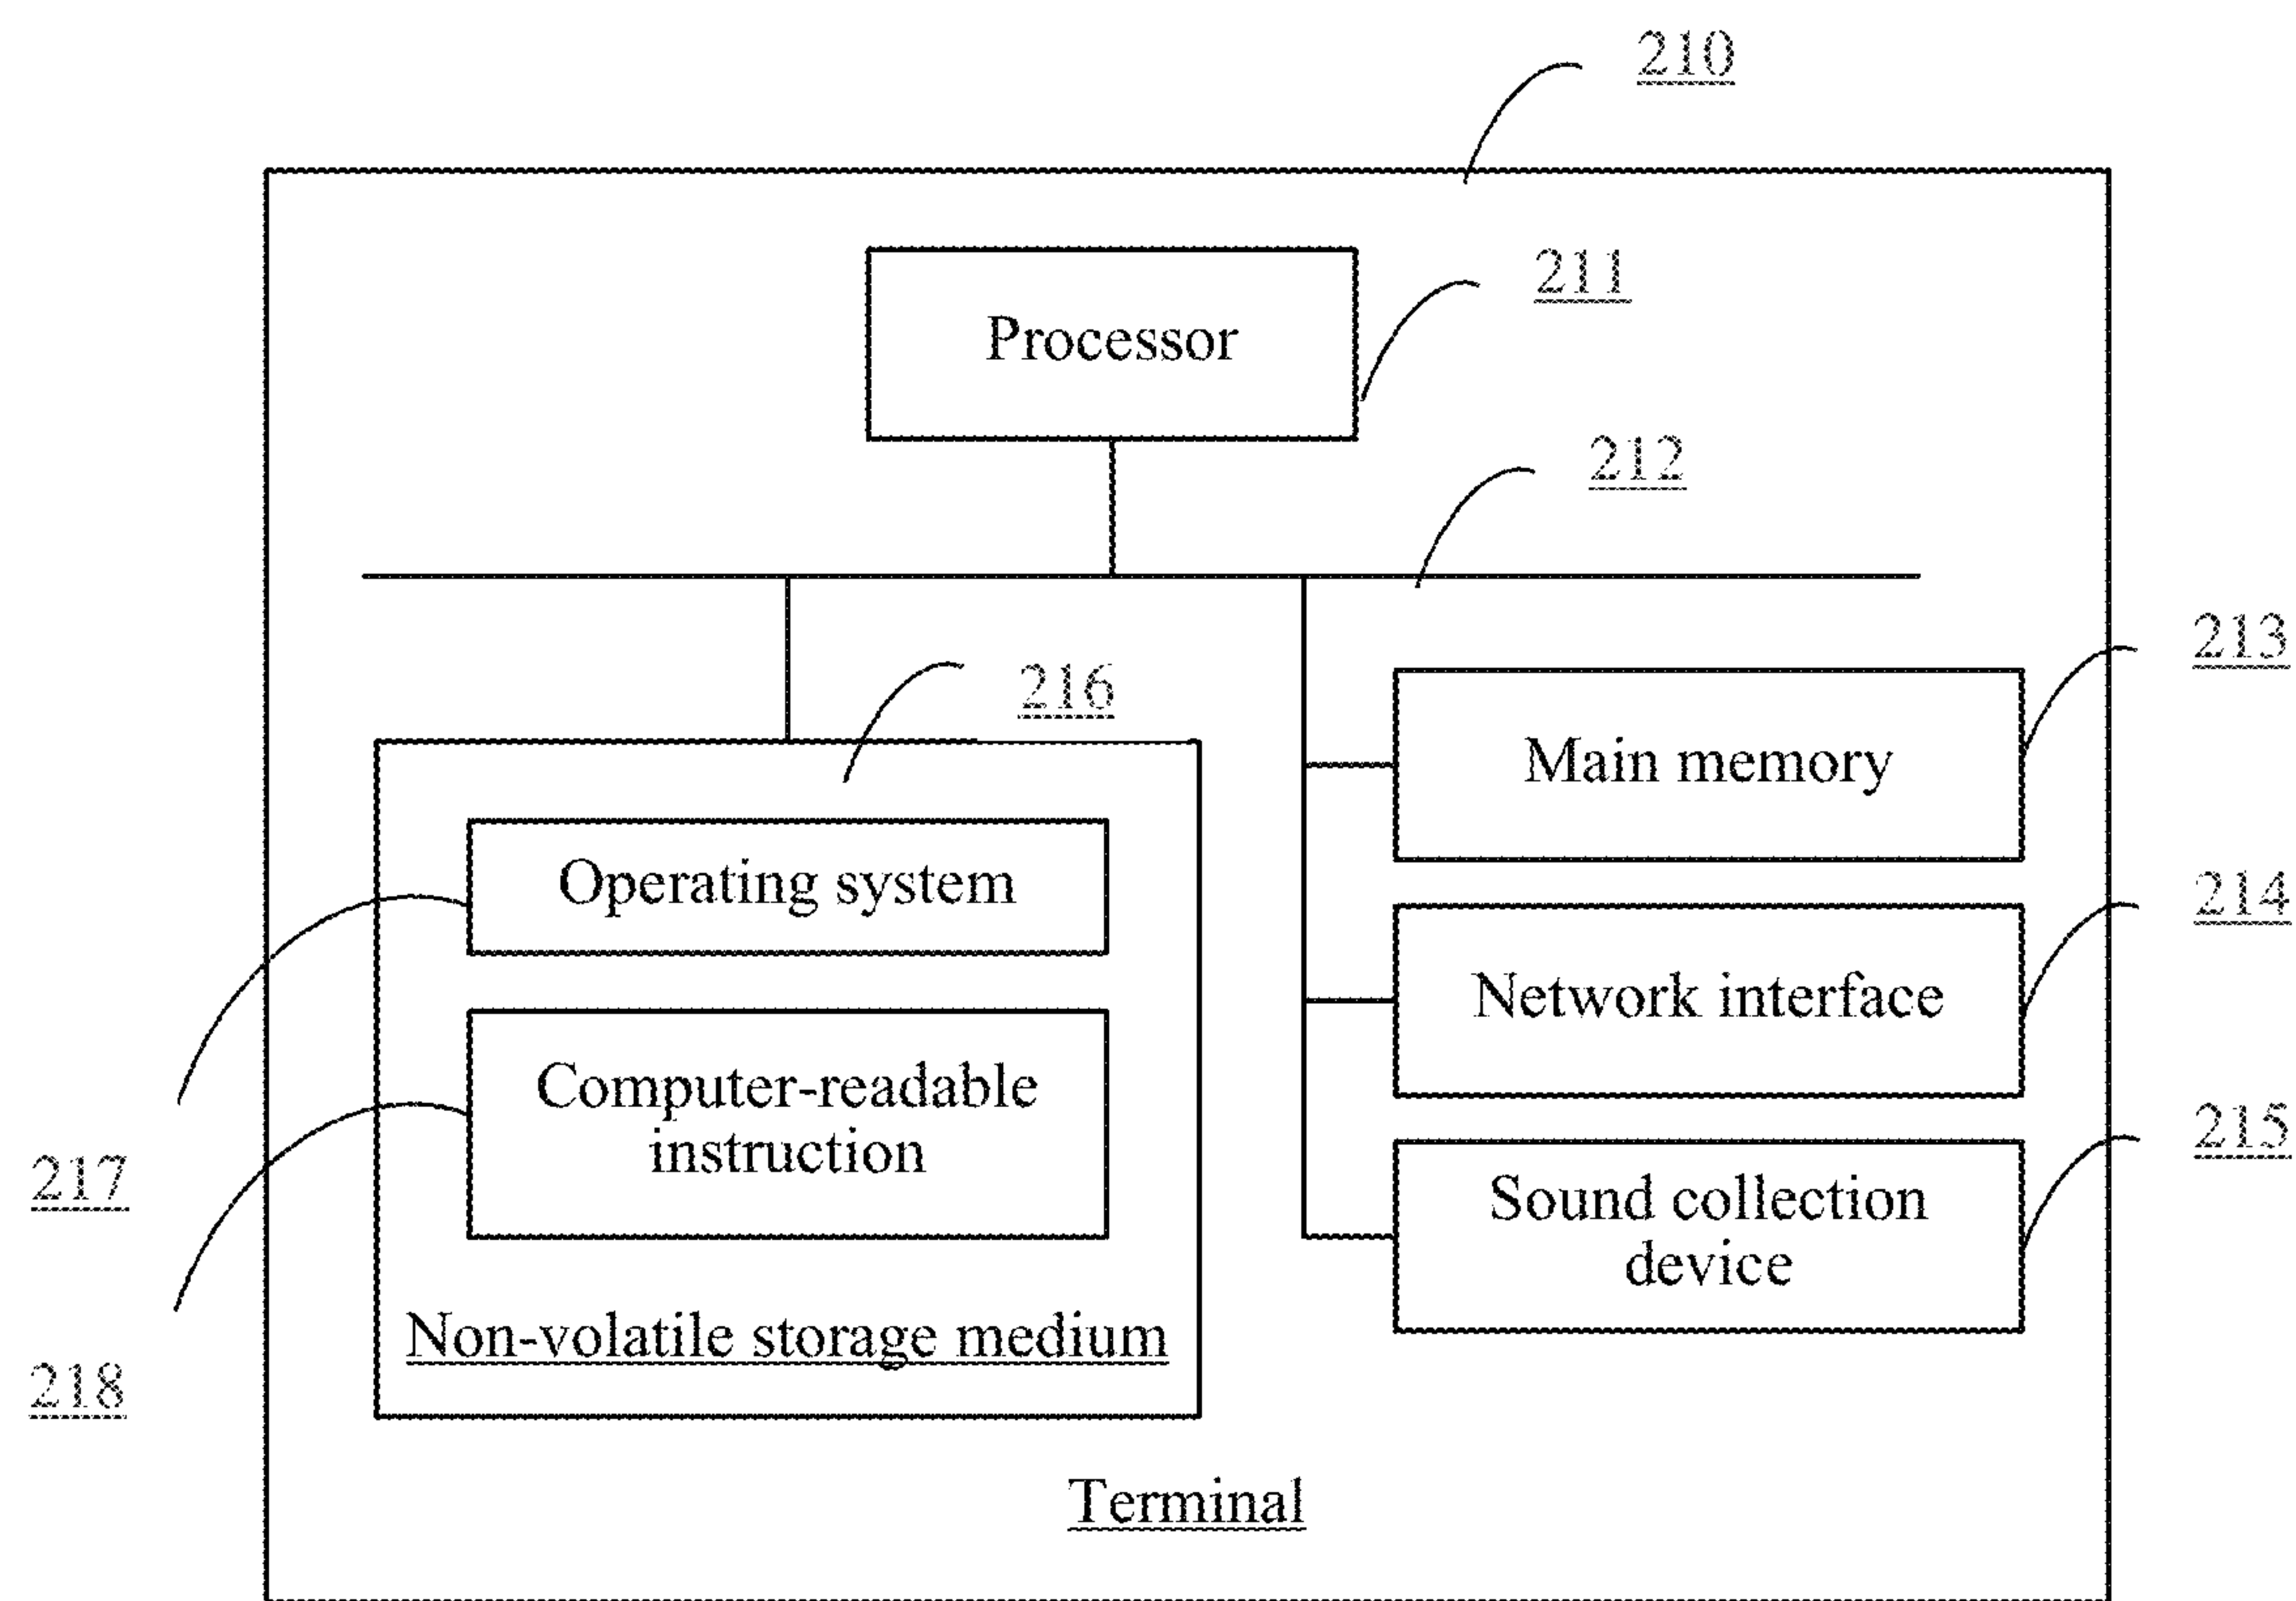 210
Processor
211
212
213
216
Main memory
Operating system
214
Network interface
Computer-readable
instruction
217
215
Sound collection
device
Non-volatile storage medium
218
Terminal